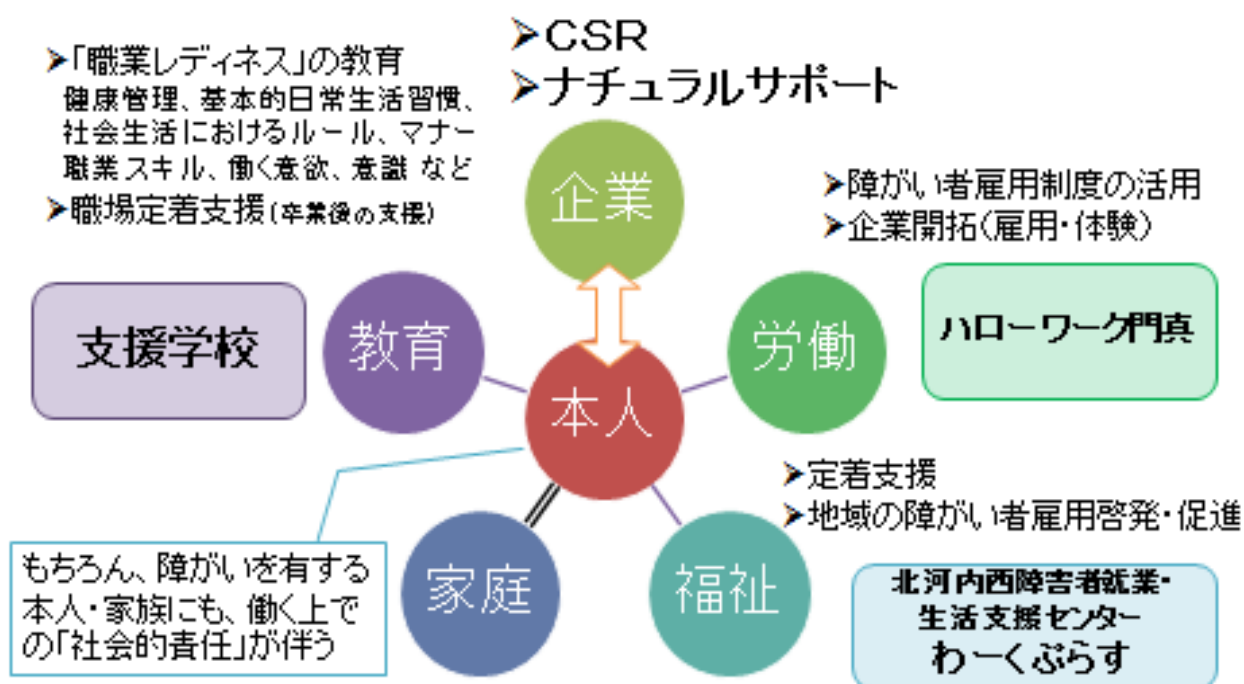 ➤CSR
➤ナチュラルサポート
➤「職業レディネス」の教育
健康管理、基本的日常生活習慣、
社会生活におけるルール、マナー
職業スキル、働く意欲、意識 など
➤職場定着支援(卒業後の支援)
企業
➤障がい者雇用制度の活用
➤企業開拓(雇用・体験)
支援学校
教育
労働
ハローワーク門真
本人
➤定着支援
➤地域の障がい者雇用啓発・促進
もちろん、障がいを有する
本人・家族にも、働く上で
の「社会的責任」が伴う
家庭
福祉
北河内西障害者就業・
生活支援センター
わーくぷらす